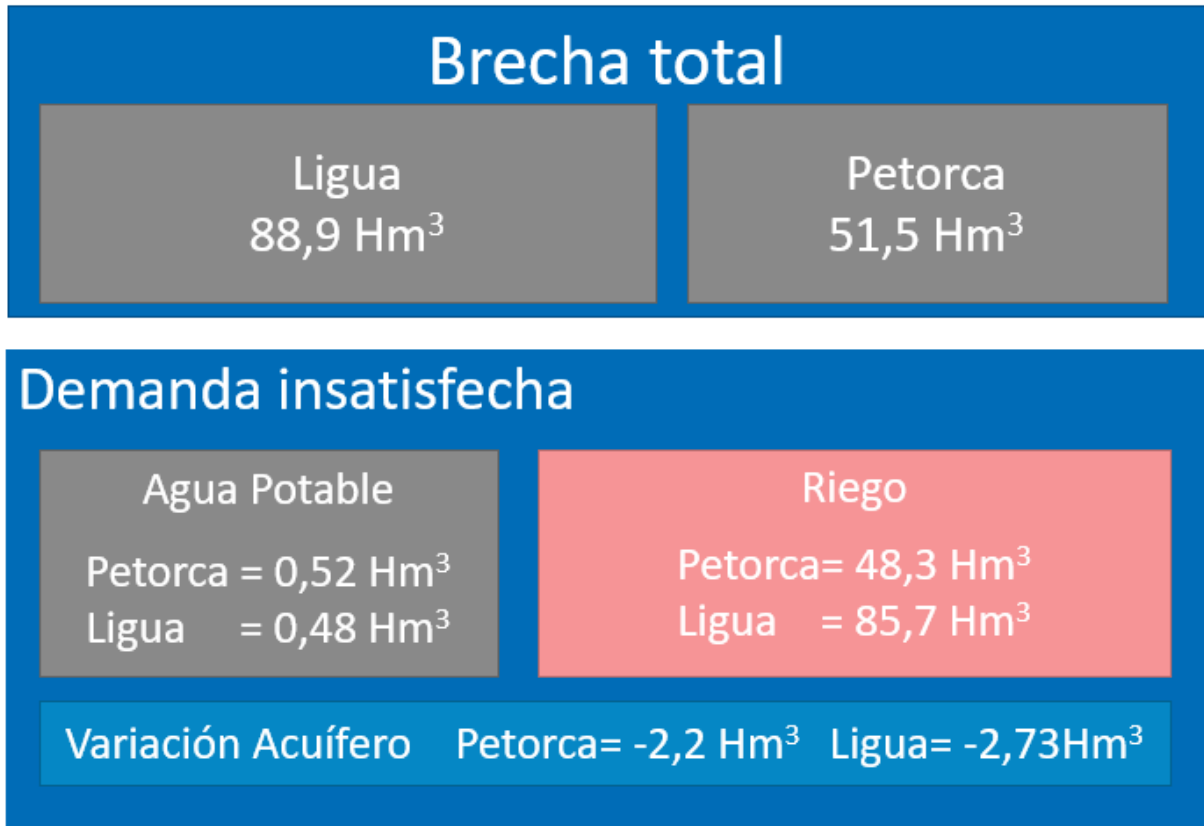 Brecha total
Ligua
88,9 Hm³
Petorca
51,5 Hm³
Demanda insatisfecha
Agua Potable
Petorca = 0,52 Hm³
Ligua = 0,48 Hm³
Riego
Petorca= 48,3 Hm³
Ligua = 85,7 Hm³
Variación Acuífero Petorca= -2,2 Hm³ Ligua= -2,73Hm³